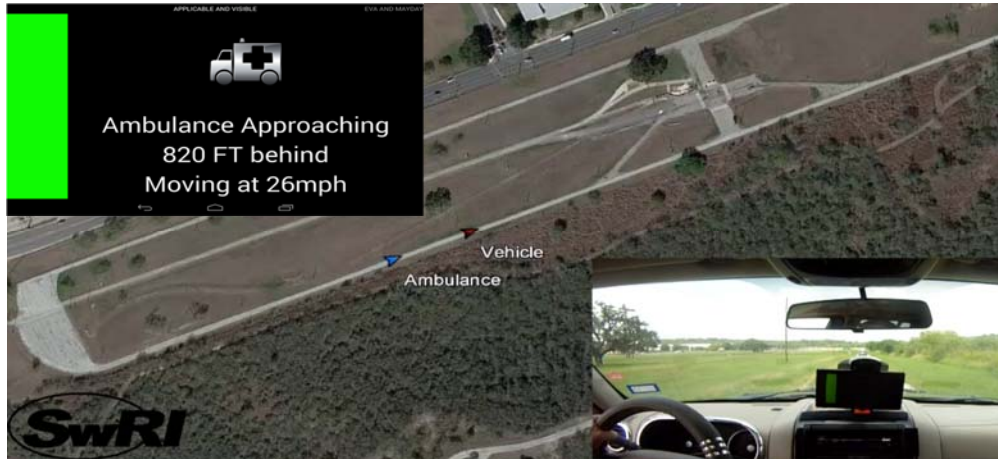 APPLICABLE AND VISIBLE
EVA AND MAYDAY
Ambulance Approaching
820 FT behind
Moving at 26mph
Vehicle
Ambulance
SwRI